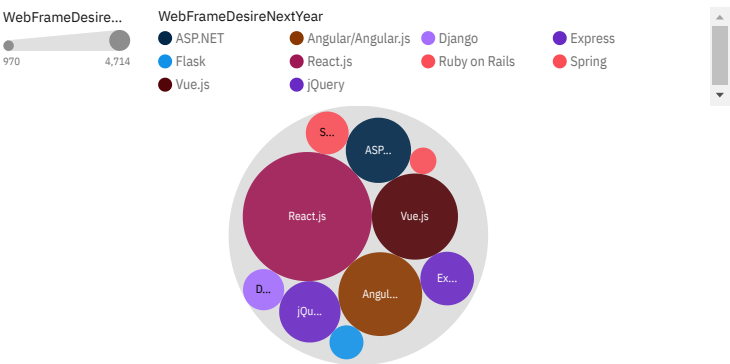 WebFrameDesire...
970 4,714
WebFrameDesireNextYear
ASP.NET Angular/Angular.js Django Express
Flask React.js Ruby on Rails Spring
Vue.js jQuery
S...
ASP...
React.js
Vue.js
Ex...
D...
Angul...
jQu...